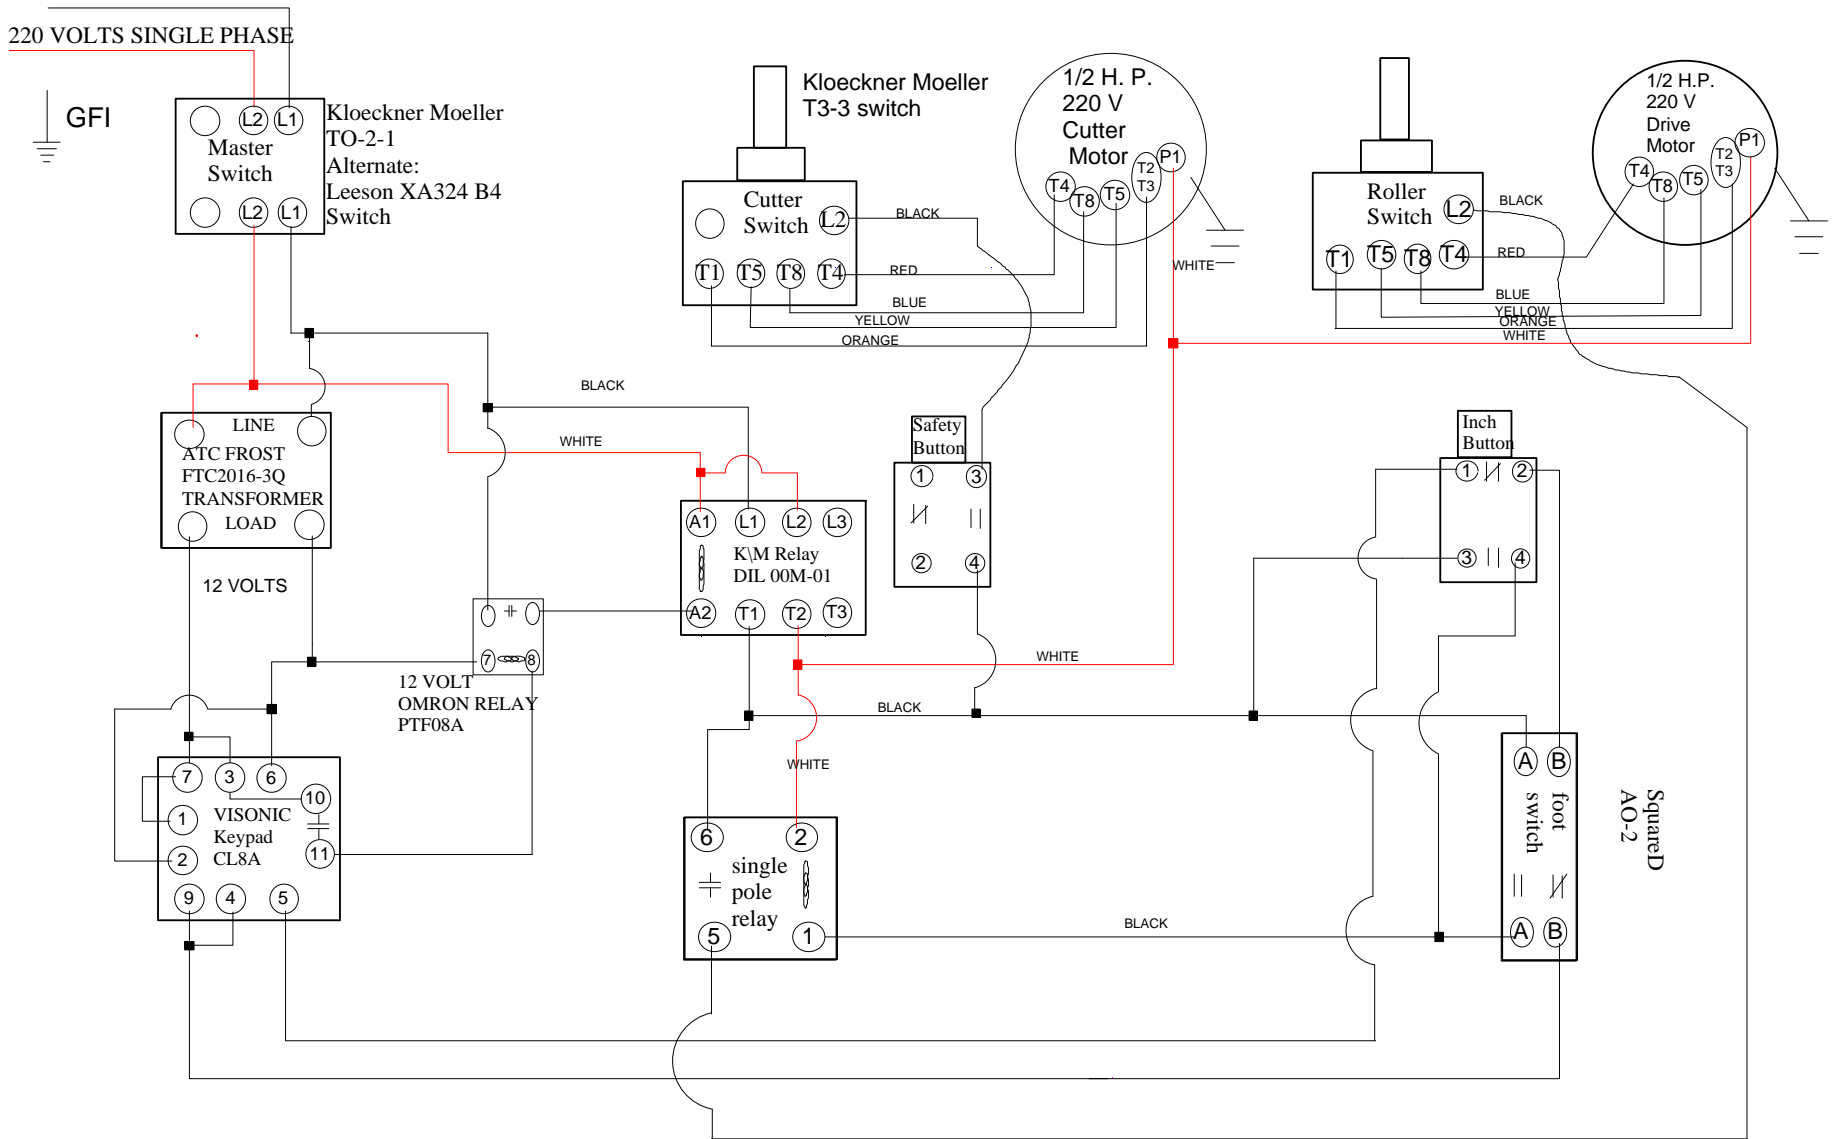 220 VOLTS SINGLE PHASE
GFI
L2 L1
Master
Switch
L2 L1
Kloeckner Moeller
TO-2-1
Alternate:
Leeson XA324 B4
Switch
Kloeckner Moeller
T3-3 switch
Cutter
Switch
L2
T1 T5 T8 T4
BLACK
RED
BLUE
YELLOW
ORANGE
1/2 H. P.
220 V
Cutter
Motor
T4 T8 T5 T2 T3 P1
WHITE
Roller
Switch
L2
T1 T5 T8 T4
BLACK
RED
BLUE
YELLOW
ORANGE
WHITE
1/2 H.P.
220 V
Drive
Motor
T4 T8 T5 T2 T3 P1
LINE
ATC FROST
FTC2016-3Q
TRANSFORMER
LOAD
12 VOLTS
BLACK
WHITE
A1 L1 L2 L3
K\M Relay
DIL 00M-01
A2 T1 T2 T3
Safety
Button
1 3
2 4
Inch
Button
1 2
3 4
7 8
12 VOLT
OMRON RELAY
PTF08A
WHITE
BLACK
WHITE
7 3 6
10
1 VISONIC
Keypad
2 CL8A
11
9 4 5
6 2
single
pole
relay
5 1
BLACK
A B
foot
switch
A B
SquareD
AO-2